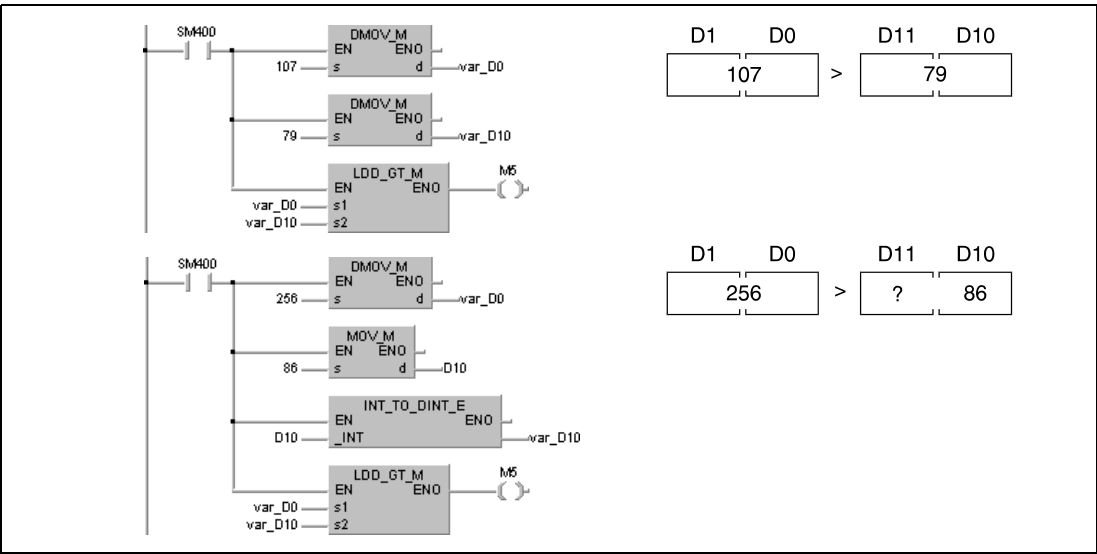 SM400
DMOV_M
EN ENO
107 s d var_D0
DMOV_M
EN ENO
79 s d var_D10
LDD_GT_M
EN ENO
M5
var_D0 s1
var_D10 s2
D1 D0 D11 D10
107 > 79
SM400
DMOV_M
EN ENO
256 s d var_D0
MOV_M
EN ENO
86 s d D10
INT_TO_DINT_E
EN ENO
D10 _INT var_D10
LDD_GT_M
EN ENO
M5
var_D0 s1
var_D10 s2
D1 D0 D11 D10
256 > ? 86